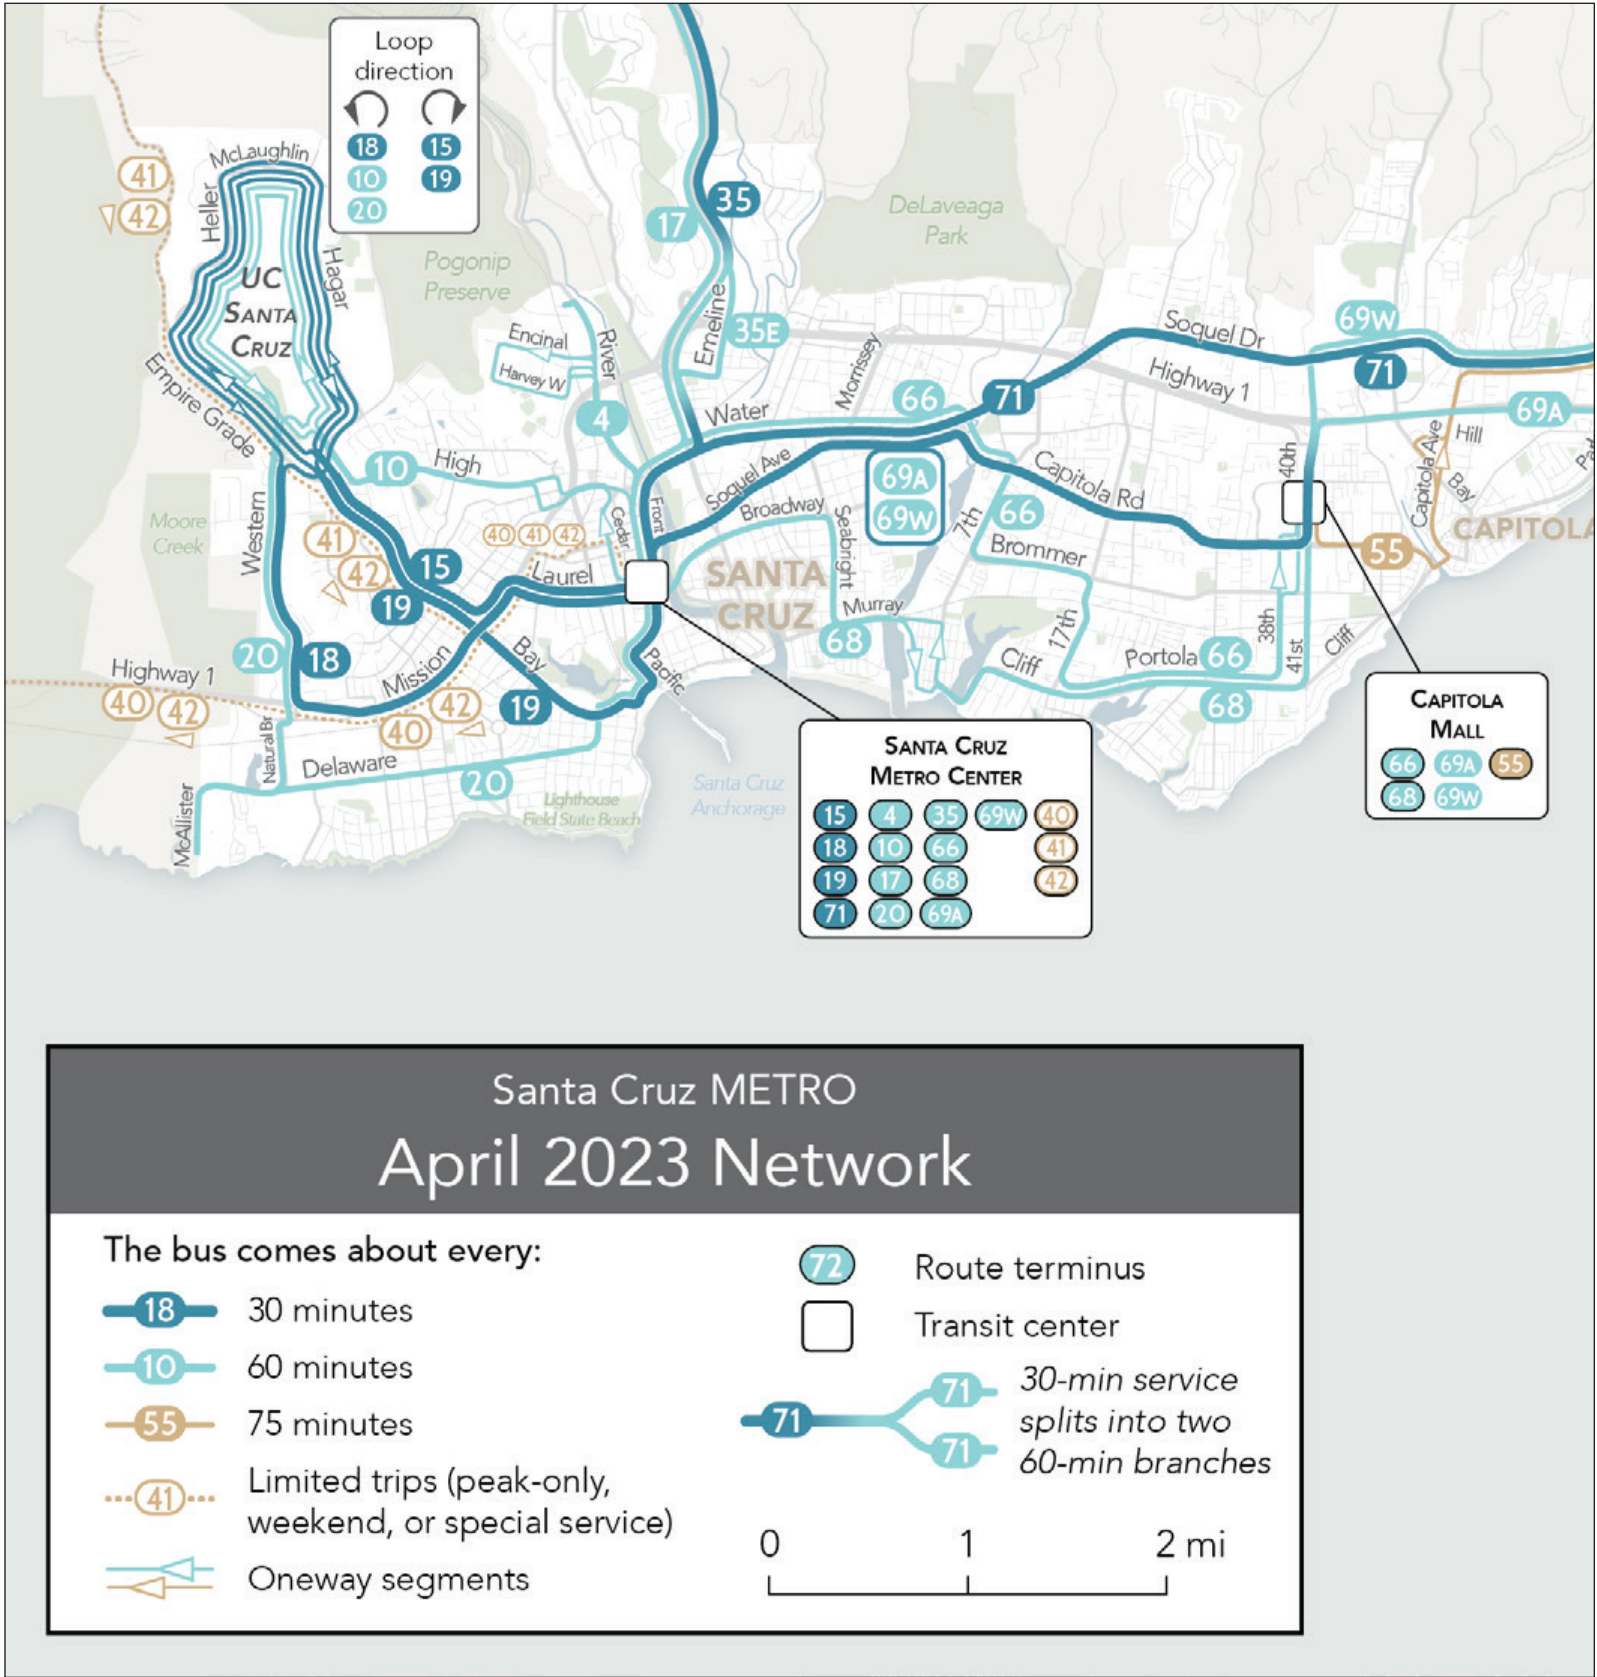 Loop
direction
18 15
10 19
20
McLaughlin
Heller
Hagar
41
42
UC
SANTA
CRUZ
Empire Grade
Pogonip
Preserve
DeLaveaga
Park
17
35
35E
Emeline
Encinal
Harvey W
River
4
Water
Morrissey
66
71
Soquel Dr
Highway 1
69W
71
69A
Hill
Bay
Capitola Ave
CAPITOLA
40th
55
10
High
Cedar
Front
Soquel Ave
Broadway
Seabright
69A
69W
Capitola Rd
7th
66
Brommer
Moore
Creek
Western
41
42
40 41 42
15
19
Laurel
SANTA
CRUZ
Murray
68
17th
38th
41st
Cliff
Cliff
Portola
66
68
20
18
Highway 1
40
42
Mission
Bay
42
40
19
Pacific
Natural Br
Delaware
20
McAllister
Lighthouse
Field State Beach
Santa Cruz
Anchorage
SANTA CRUZ
METRO CENTER
15 4 35 69W 40
18 10 66 41
19 17 68 42
71 20 69A
CAPITOLA
MALL
66 69A 55
68 69W
Santa Cruz METRO
April 2023 Network
The bus comes about every:
18 30 minutes
10 60 minutes
55 75 minutes
41 Limited trips (peak-only,
weekend, or special service)
Oneway segments
72 Route terminus
Transit center
71 71 30-min service
splits into two
71 60-min branches
0 1 2 mi